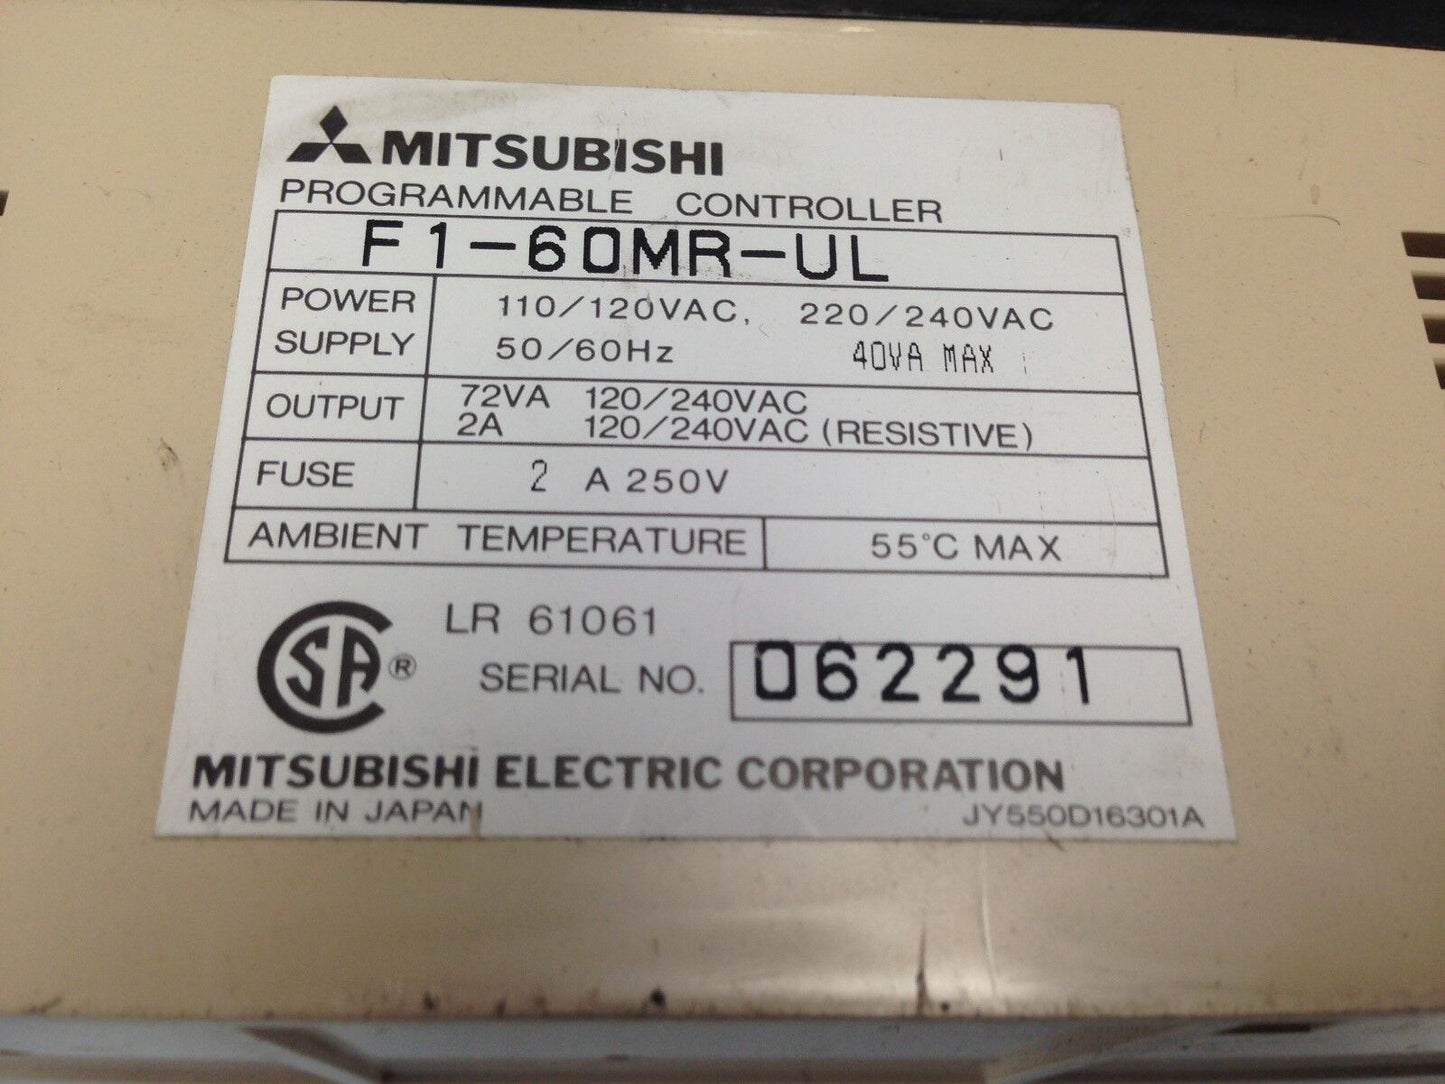 MITSUBISHI
PROGRAMMABLE CONTROLLER
F1-60MR-UL
POWER SUPPLY
110/120VAC, 220/240VAC
50/60Hz 40VA MAX
OUTPUT
72VA 120/240VAC
2A 120/240VAC (RESISTIVE)
FUSE 2 A 250V
AMBIENT TEMPERATURE 55°C MAX
SA ® LR 61061
SERIAL NO. 062291
MITSUBISHI ELECTRIC CORPORATION
MADE IN JAPAN JY550D16301A